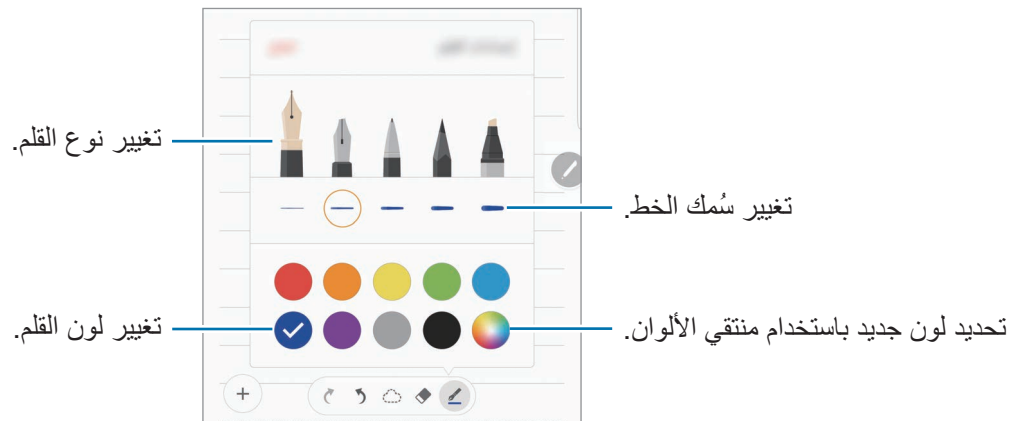 تغيير نوع القلم.
تغيير سُمك الخط.
تغيير لون القلم.
تحديد لون جديد باستخدام منتقي الألوان.